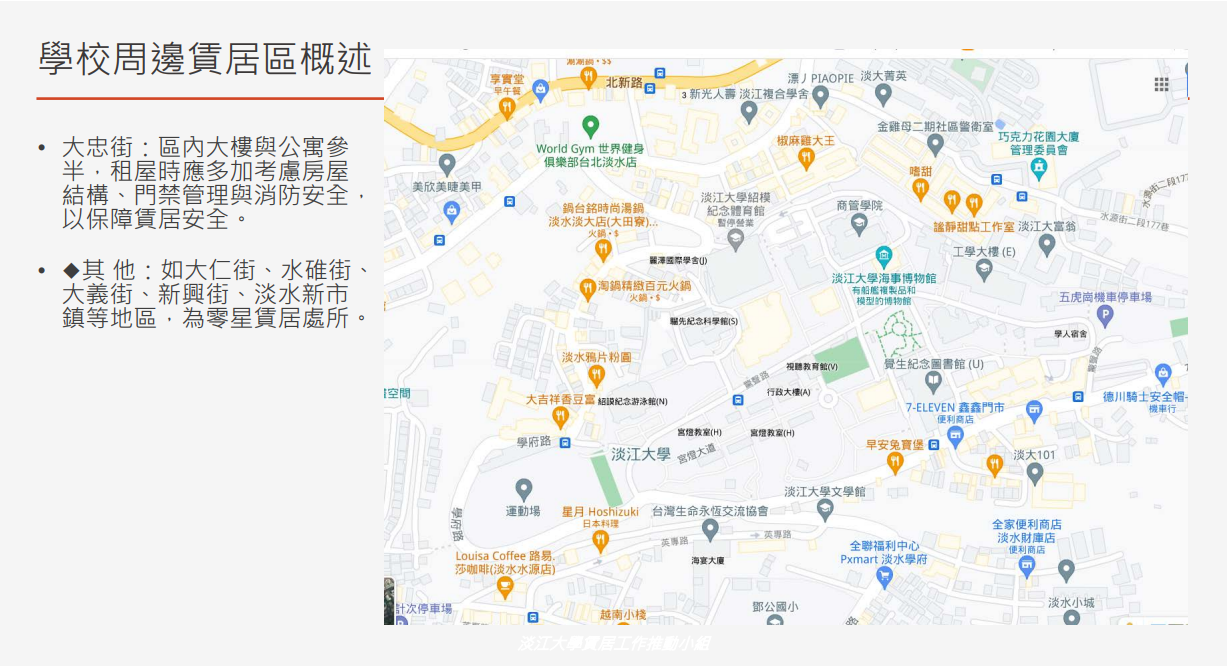 學校周邊賃居區概述
• 大忠街：區內大樓與公寓參
半，租屋時應多加考慮房屋
結構、門禁管理與消防安全，
以保障賃居安全。
• ◆其 他：如大仁街、水碓街、
大義街、新興街、淡水新市
鎮等地區，為零星賃居處所。
涮涮鍋·$$
享實堂
早午餐
北新路
漂丿PIAOPIE
淡大菁英
3 新光人壽 淡江複合學舍
World Gym 世界健身
俱樂部台北淡水店
椒麻雞大王
金雞母二期社區警衛室
巧克力花園大廈
管理委員會
美欣美睫美甲
嗜甜
水源街二段177
水源街二段177巷
鍋台銘時尚湯鍋
淡水淡大店(大田寮)...
火鍋·$
淡江大學紹模
紀念體育館
暫停營業
商管學院
謐靜甜點工作室
淡江大富翁
工學大樓 (E)
麗澤國際學舍(J)
淡江大學海事博物館
有船艦複製品和
模型的博物館
淘鍋精緻百元火鍋
火鍋·$
五虎崗機車停車場
騮先紀念科學館(S)
學人宿舍
淡水鴉片粉圓
視聽教育館(V)
覺生紀念圖書館 (U)
駕聲路
駕聲路
空間
大吉祥香豆富
紹謨紀念游泳館(N)
行政大樓(A)
7-ELEVEN 鑫鑫門市
便利商店
德川騎士安全帽-
機車行
學府路
宮燈教室(H)
宮燈教室(H)
淡江大學
宮燈大道
早安兔寶堡
淡大101
運動場
學府路
星月 Hoshizuki
日本料理
台灣生命永恆交流協會
淡江大學文學館
英專路
英專路
海宴大廈
全家便利商店
淡水財庫店
便利商店
Louisa Coffee 路易.
莎咖啡(淡水水源店)
全聯福利中心
Pxmart 淡水學府
計次停車場
越南小棧
鄧公國小
淡水小城
淡江大學賃居工作推動小組